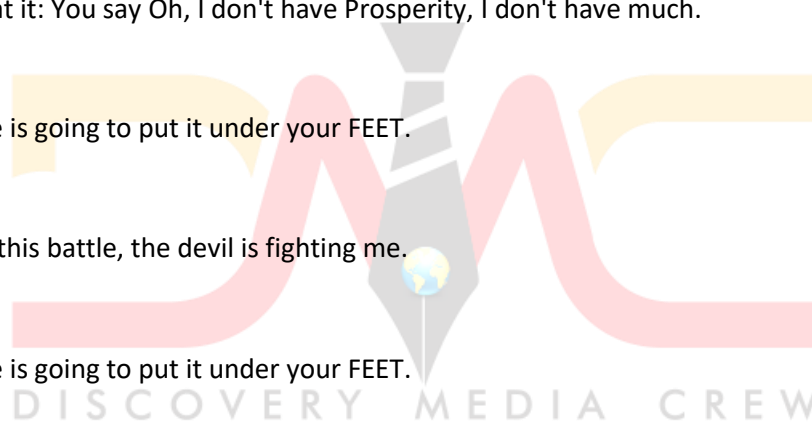 t it: You say Oh, I don't have Prosperity, I don't have much.
e is going to put it under your FEET.
this battle, the devil is fighting me.
e is going to put it under your FEET.
DMC
DISCOVERY MEDIA CREW